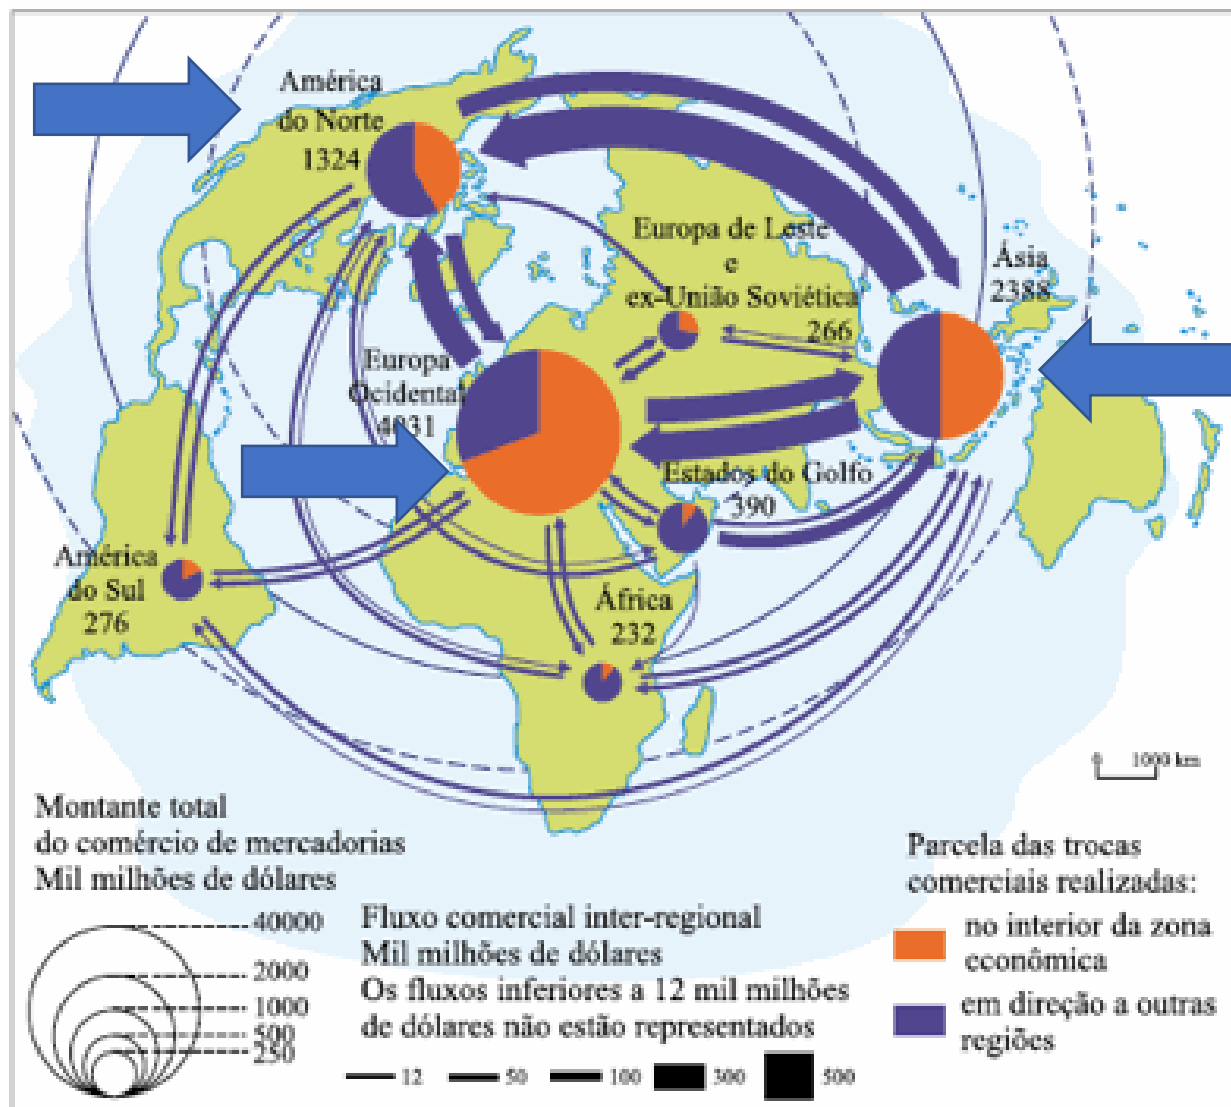 América
do Norte
1324
Europa de Leste
e
ex-União Soviética
266
Ásia
2388
Europa
Ocidental
4031
Estados do Golfo
390
América
do Sul
276
África
232
0 1000 km
Montante total
do comércio de mercadorias
Mil milhões de dólares
40000
2000
1000
500
250
Fluxo comercial inter-regional
Mil milhões de dólares
Os fluxos inferiores a 12 mil milhões
de dólares não estão representados
12 50 100 300 500
Parcela das trocas
comerciais realizadas:
no interior da zona
econômica
em direção a outras
regiões